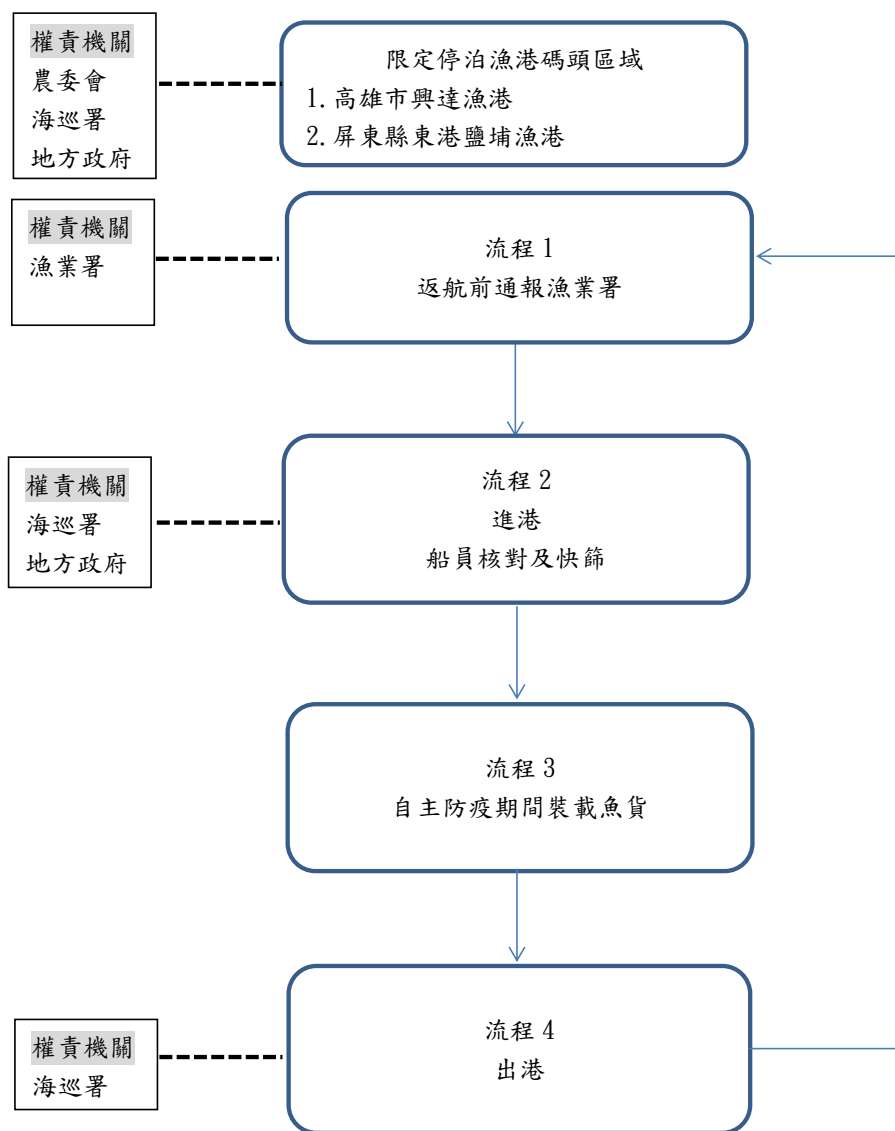 權責機關
農委會
海巡署
地方政府
限定停泊漁港碼頭區域
1.高雄市興達漁港
2.屏東縣東港鹽埔漁港
權責機關
漁業署
流程 1
返航前通報漁業署
權責機關
海巡署
地方政府
流程 2
進港
船員核對及快篩
流程 3
自主防疫期間裝載魚貨
權責機關
海巡署
流程 4
出港